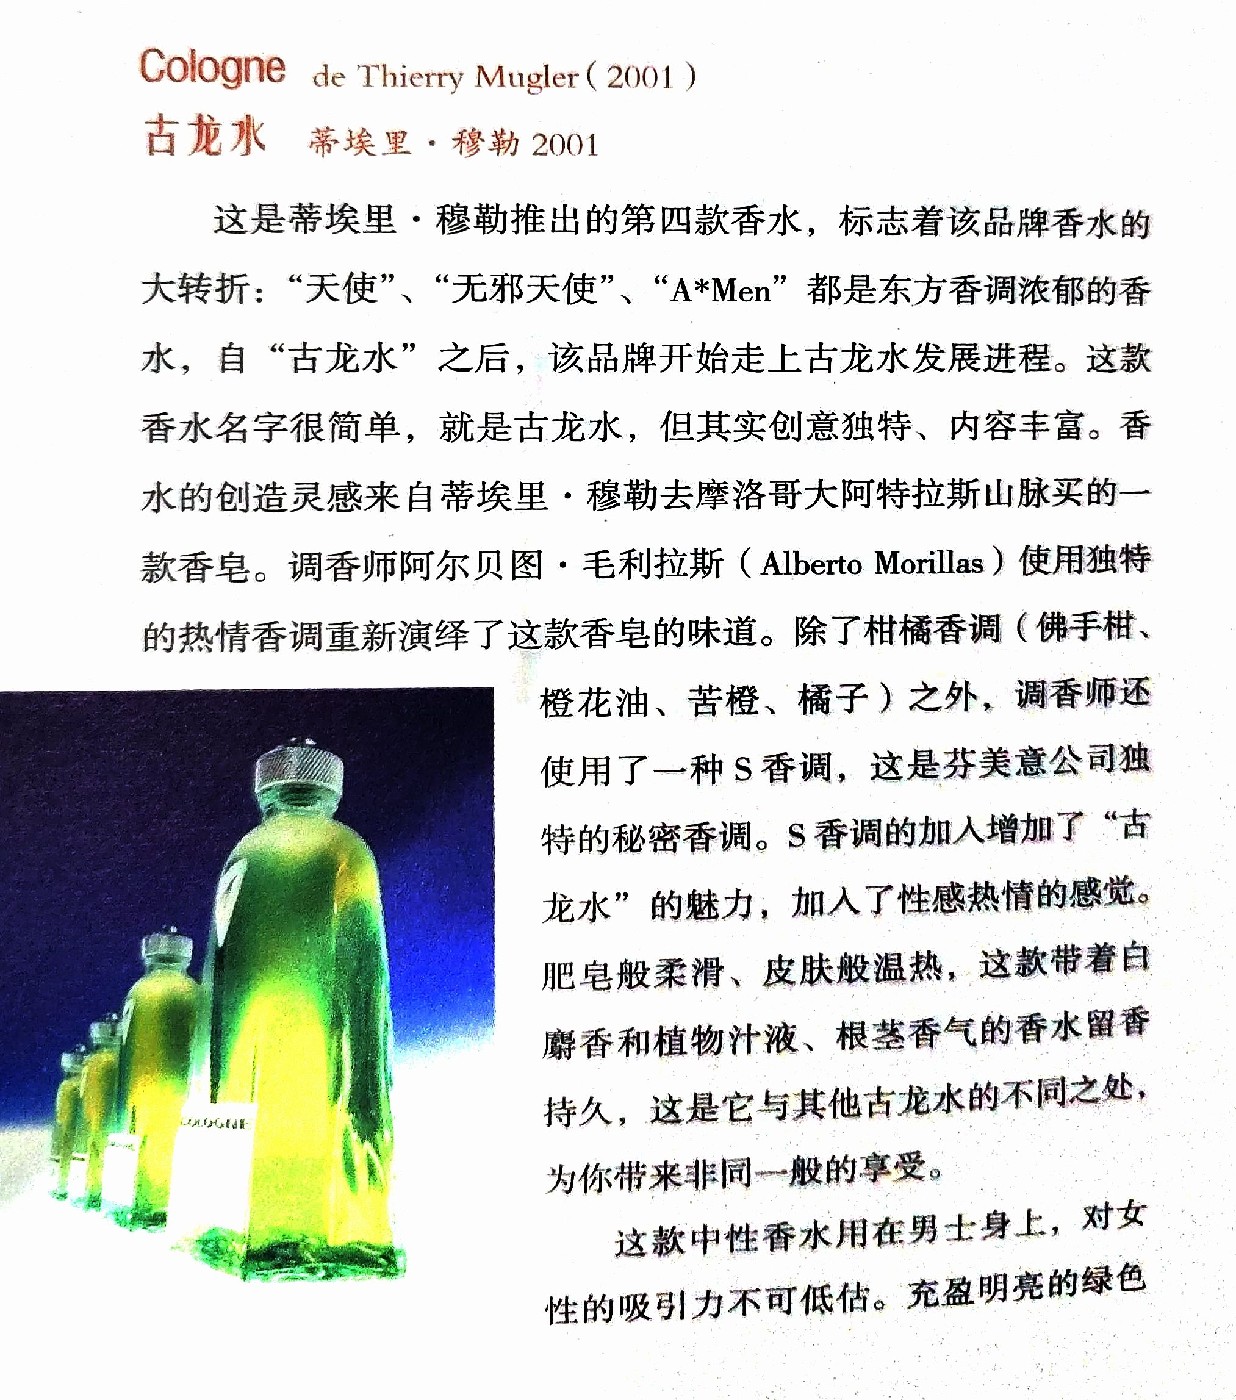 Cologne de Thierry Mugler（2001）
古龙水 蒂埃里·穆勒 2001
这是蒂埃里·穆勒推出的第四款香水，标志着该品牌香水的
大转折：“天使”、“无邪天使”、“A*Men”都是东方香调浓郁的香
水，自“古龙水”之后，该品牌开始走上古龙水发展进程。这款
香水名字很简单，就是古龙水，但其实创意独特、内容丰富。香
水的创造灵感来自蒂埃里·穆勒去摩洛哥大阿特拉斯山脉买的一
款香皂。调香师阿尔贝图·毛利拉斯（Alberto Morillas）使用独特
的热情香调重新演绎了这款香皂的味道。除了柑橘香调（佛手柑、
橙花油、苦橙、橘子）之外，调香师还
使用了一种S香调，这是芬美意公司独
特的秘密香调。S香调的加入增加了“古
龙水”的魅力，加入了性感热情的感觉。
肥皂般柔滑、皮肤般温热，这款带着白
麝香和植物汁液、根茎香气的香水留香
持久，这是它与其他古龙水的不同之处，
为你带来非同一般的享受。
这款中性香水用在男士身上，对女
性的吸引力不可低估。充盈明亮的绿色
COLOGNE